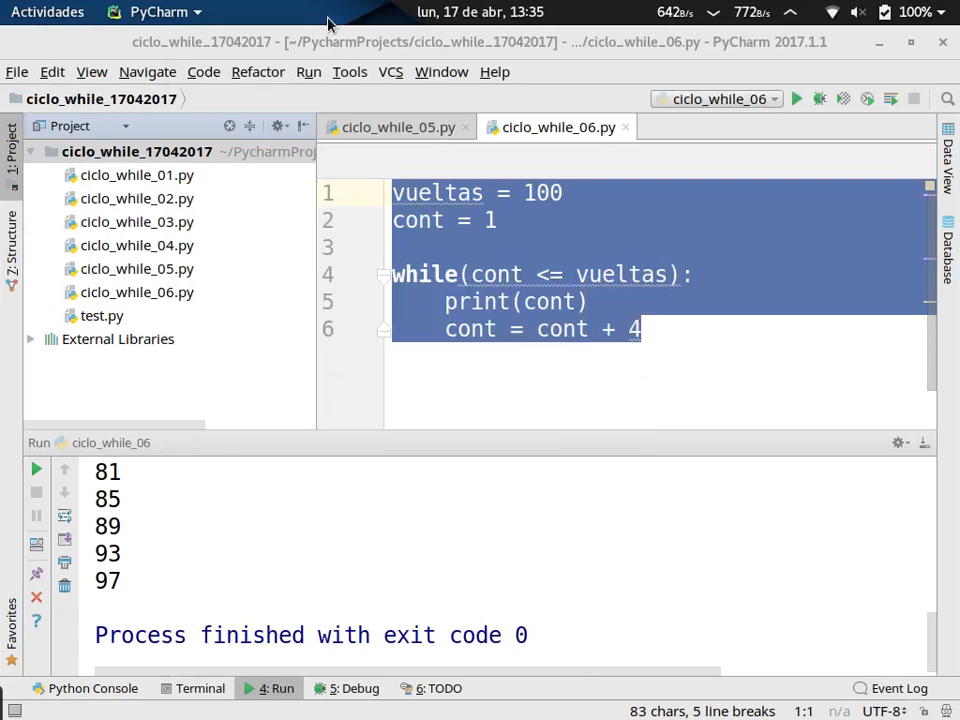 Actividades PyCharm lun, 17 de abr, 13:35 642B/s 772B/s 100%
ciclo_while_17042017 - [~/PycharmProjects/ciclo_while_17042017] - .../ciclo_while_06.py - PyCharm 2017.1.1
File Edit View Navigate Code Refactor Run Tools VCS Window Help
ciclo_while_17042017 ciclo_while_06
1: Project
7: Structure
Favorites
Project
ciclo_while_17042017 ~/PycharmProj
ciclo_while_01.py
ciclo_while_02.py
ciclo_while_03.py
ciclo_while_04.py
ciclo_while_05.py
ciclo_while_06.py
test.py
External Libraries
ciclo_while_05.py ciclo_while_06.py
1 vueltas = 100
2 cont = 1
3
4 while(cont <= vueltas):
5 print(cont)
6 cont = cont + 4
Data View
Database
Run ciclo_while_06
81
85
89
93
97
Process finished with exit code 0
Python Console Terminal 4: Run 5: Debug 6: TODO Event Log
83 chars, 5 line breaks 1:1 n/a UTF-8